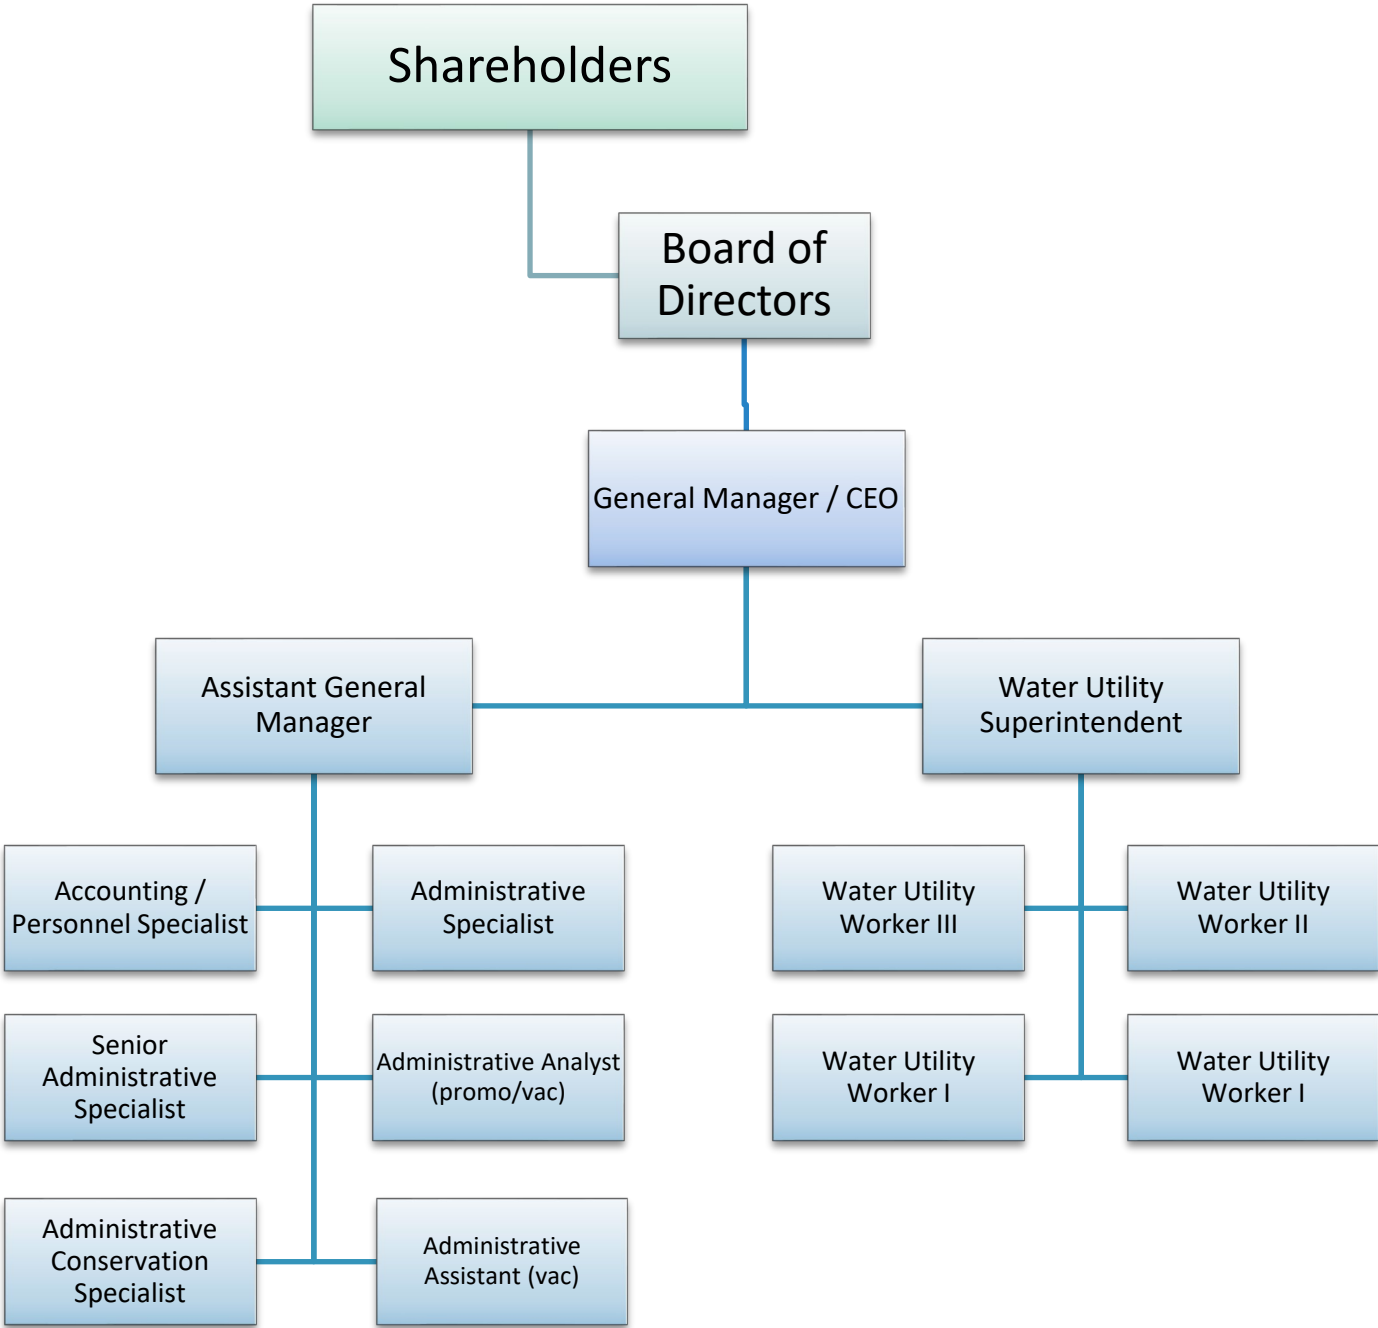 Shareholders
Board of
Directors
General Manager / CEO
Assistant General
Manager
Water Utility
Superintendent
Accounting /
Personnel Specialist
Administrative
Specialist
Water Utility
Worker III
Water Utility
Worker II
Senior
Administrative
Specialist
Administrative Analyst
(promo/vac)
Water Utility
Worker I
Water Utility
Worker I
Administrative
Conservation
Specialist
Administrative
Assistant (vac)